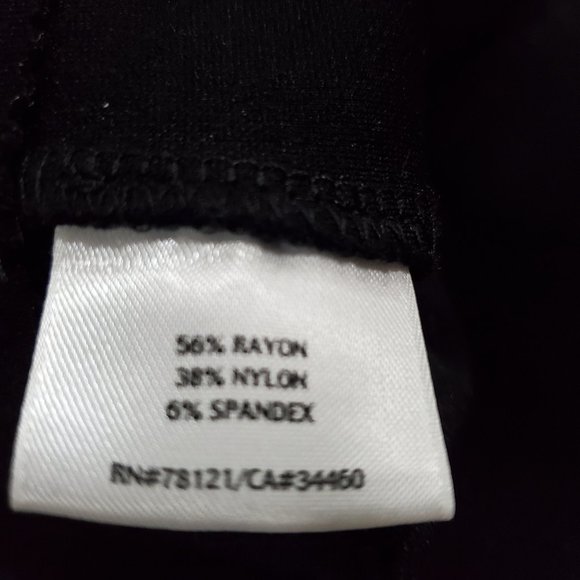 56% RAYON
38% NYLON
6% SPANDEX
RN#78121/CA#34460